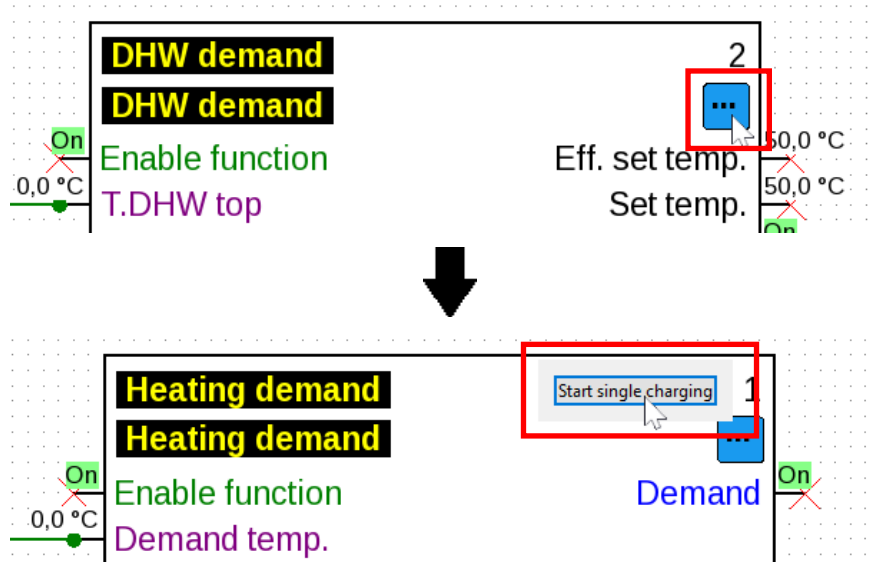 DHW demand 2
DHW demand ...
On 50,0 °C
Enable function Eff. set temp.
0,0 °C 50,0 °C
T.DHW top Set temp.
On
Heating demand Start single charging 1
Heating demand ...
On On
Enable function Demand
0,0 °C
Demand temp.